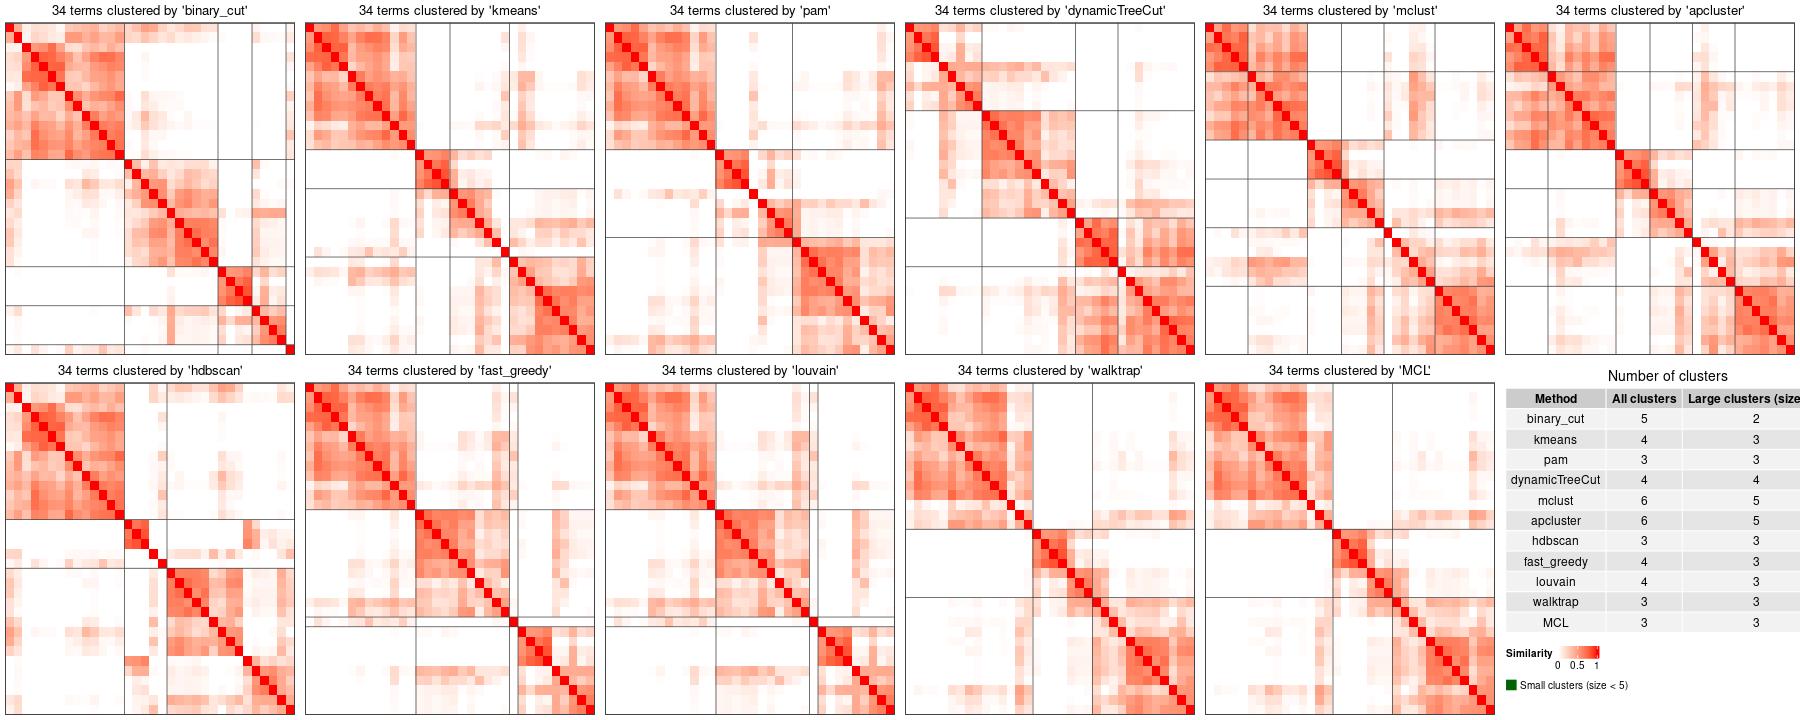 34 terms clustered by 'binary_cut'
34 terms clustered by 'kmeans'
34 terms clustered by 'pam'
34 terms clustered by 'dynamicTreeCut'
34 terms clustered by 'mclust'
34 terms clustered by 'apcluster'
34 terms clustered by 'hdbscan'
34 terms clustered by 'fast_greedy'
34 terms clustered by 'louvain'
34 terms clustered by 'walktrap'
34 terms clustered by 'MCL'
Number of clusters
Method All clusters Large clusters (size
binary_cut 5 2
kmeans 4 3
pam 3 3
dynamicTreeCut 4 4
mclust 6 5
apcluster 6 5
hdbscan 3 3
fast_greedy 4 3
louvain 4 3
walktrap 3 3
MCL 3 3
Similarity
0 0.5 1
Small clusters (size < 5)